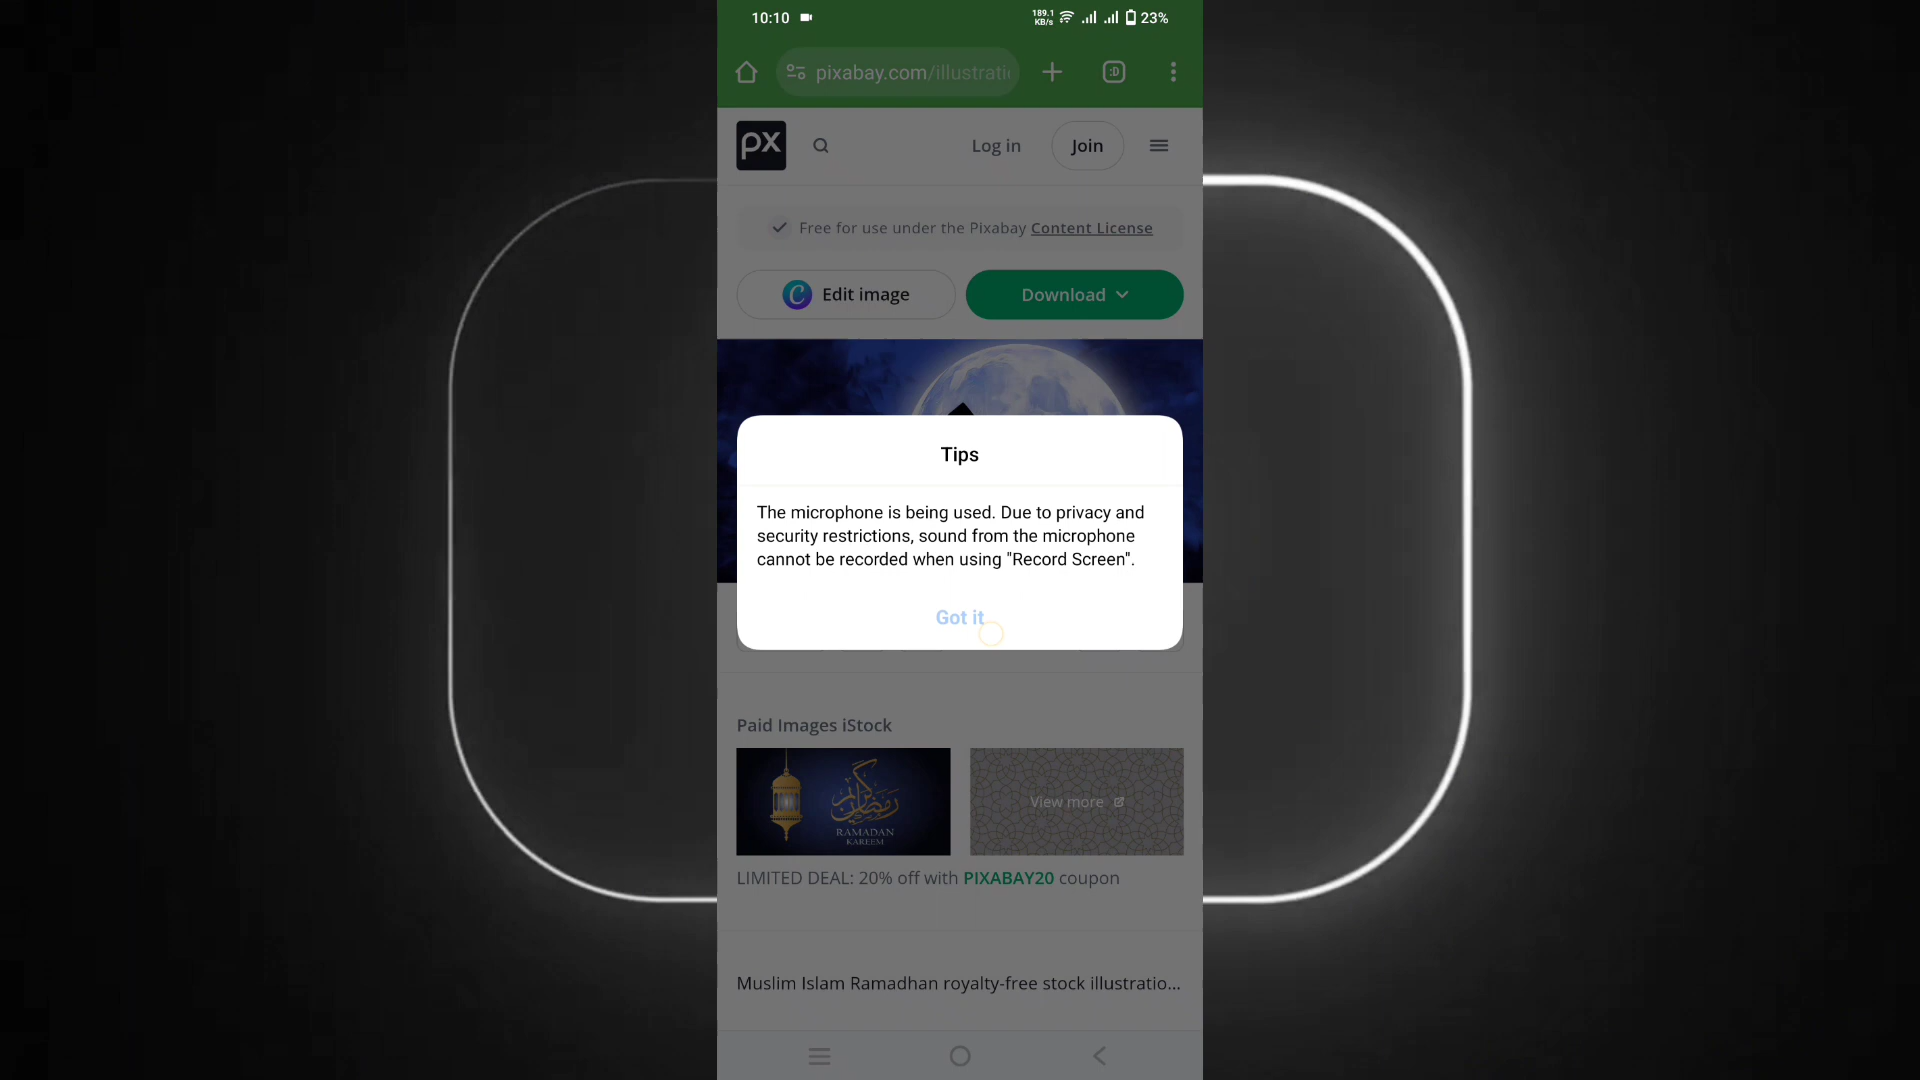 10:10
189.1
KB/s
23%
pixabay.com/illustrati
:D
px
Log in
Join
Free for use under the Pixabay Content License
Edit image
Download
Tips
The microphone is being used. Due to privacy and
security restrictions, sound from the microphone
cannot be recorded when using "Record Screen".
Got it
Paid Images iStock
رمضان كريم
RAMADAN
KAREEM
View more
LIMITED DEAL: 20% off with PIXABAY20 coupon
Muslim Islam Ramadhan royalty-free stock illustratio...